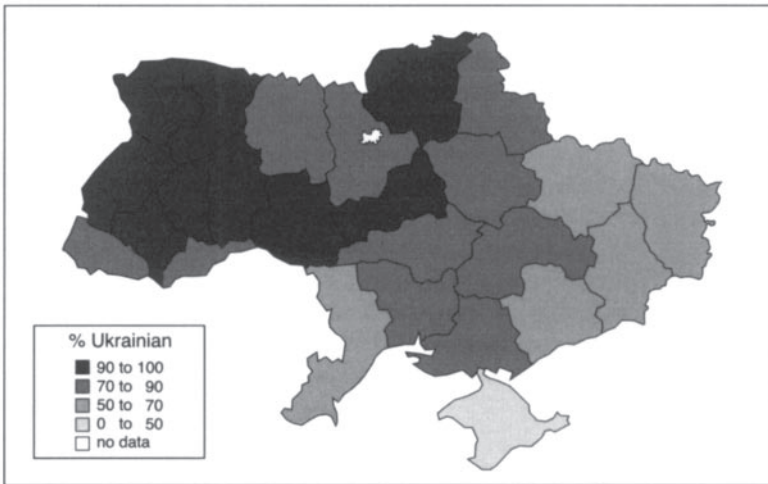 % Ukrainian
90 to 100
70 to 90
50 to 70
0 to 50
no data